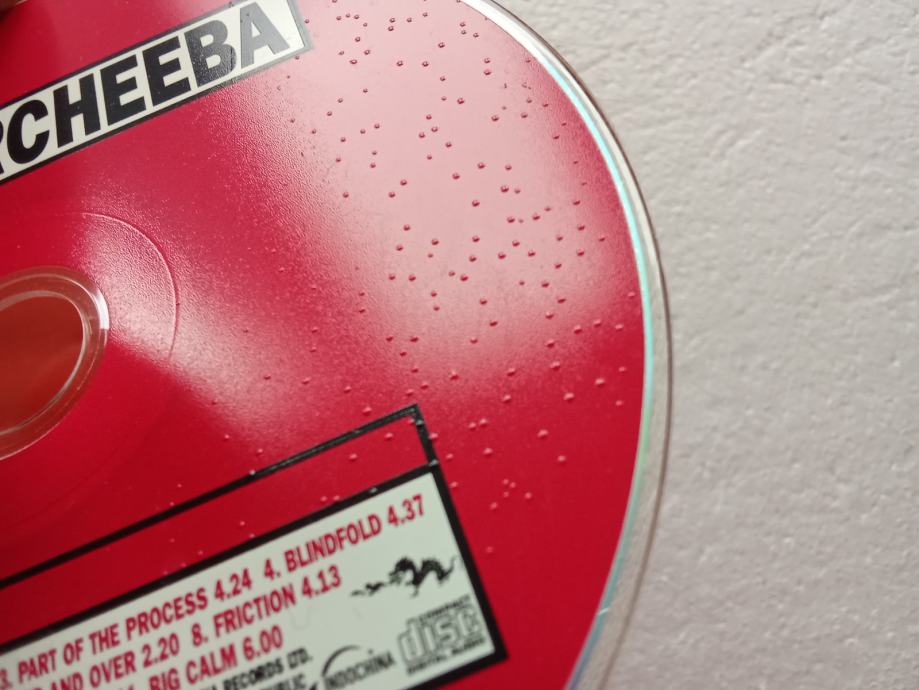 RCHEEBA
3. PART OF THE PROCESS 4.24 4. BLINDFOLD 4.37
AND OVER 2.20 8. FRICTION 4.13
BIG CALM 6.00
RECORDS LTD.
INDOCHINA
COMPACT
disc
DIGITAL AUDIO